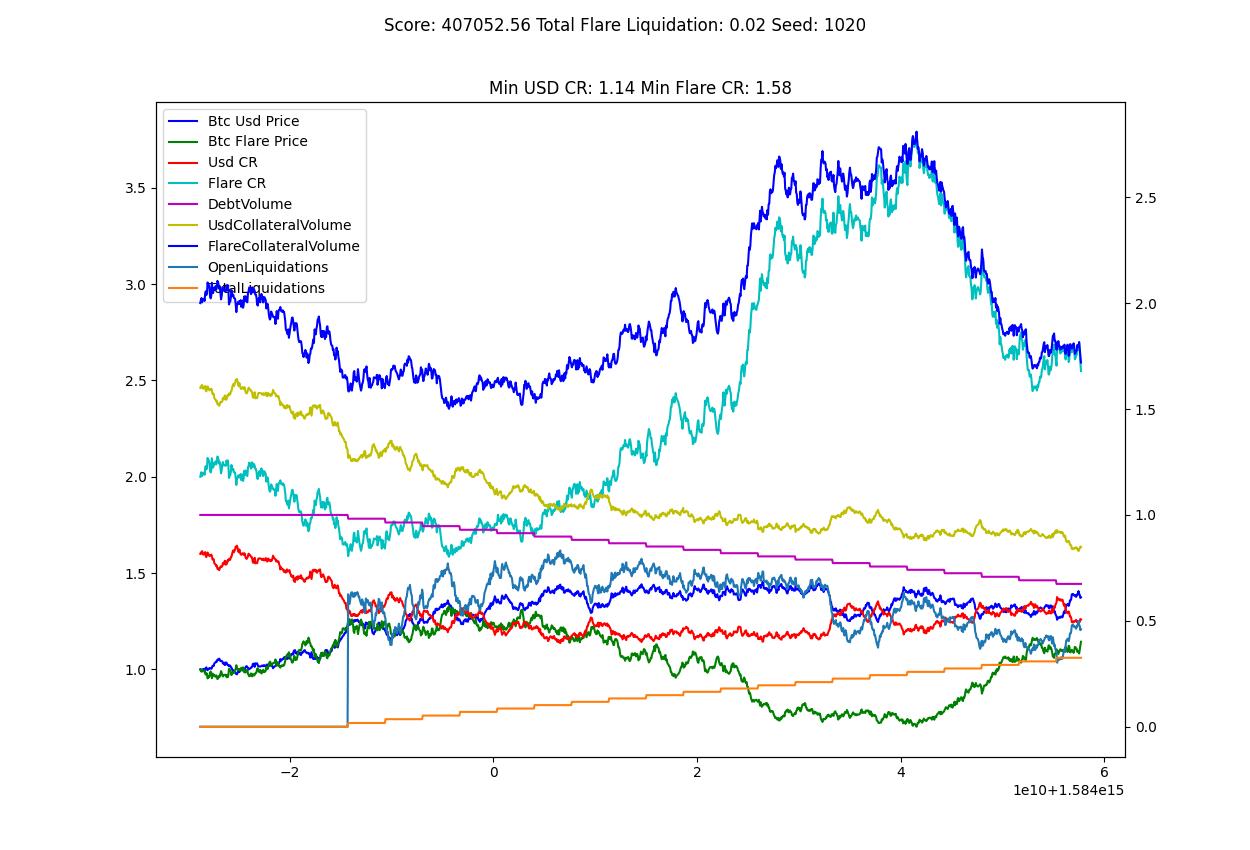 Score: 407052.56 Total Flare Liquidation: 0.02 Seed: 1020
Min USD CR: 1.14 Min Flare CR: 1.58
Btc Usd Price
Btc Flare Price
Usd CR
Flare CR
DebtVolume
UsdCollateralVolume
FlareCollateralVolume
OpenLiquidations
TotalLiquidations
3.5
3.0
2.5
2.0
1.5
1.0
2.5
2.0
1.5
1.0
0.5
0.0
−2
0
2
4
6
1e10+1.584e15